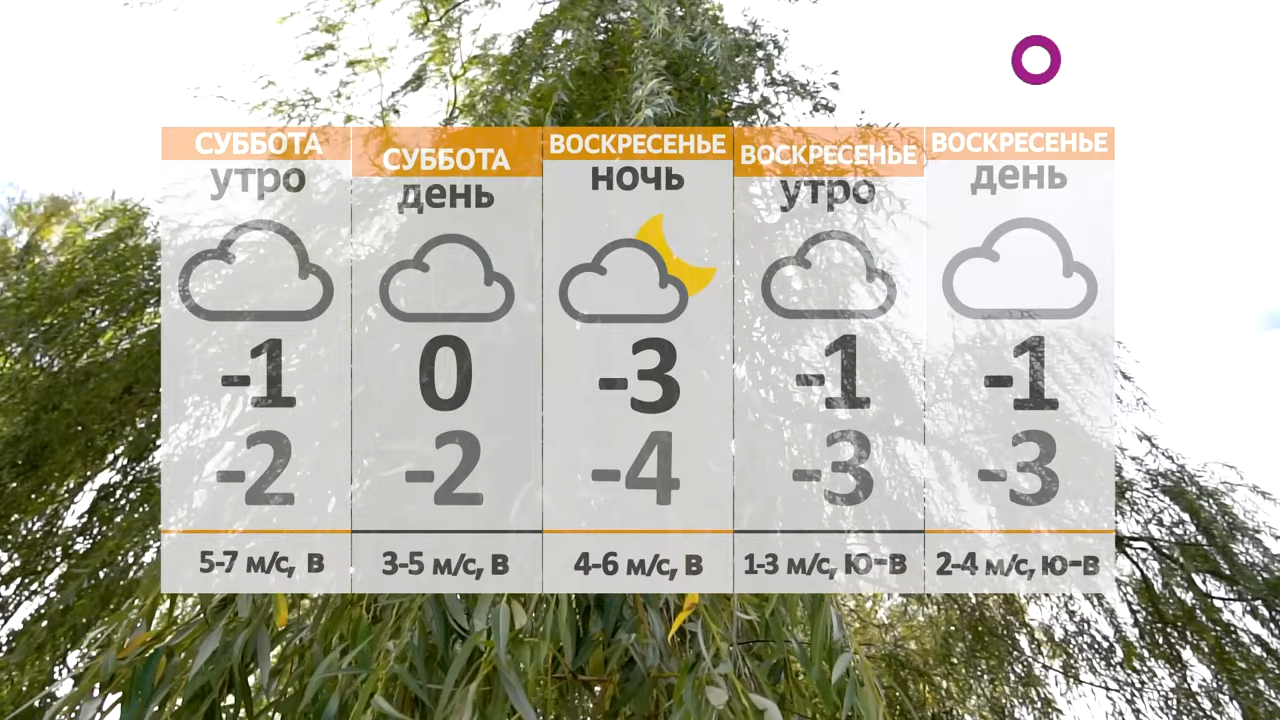 СУББОТА
утро
-1
-2
5-7 м/с, В
СУББОТА
день
0
-2
3-5 м/с, В
ВОСКРЕСЕНЬЕ
ночь
-3
-4
4-6 м/с, В
ВОСКРЕСЕНЬЕ
утро
-1
-3
1-3 м/с, Ю-В
ВОСКРЕСЕНЬЕ
день
-1
-3
2-4 м/с, Ю-В